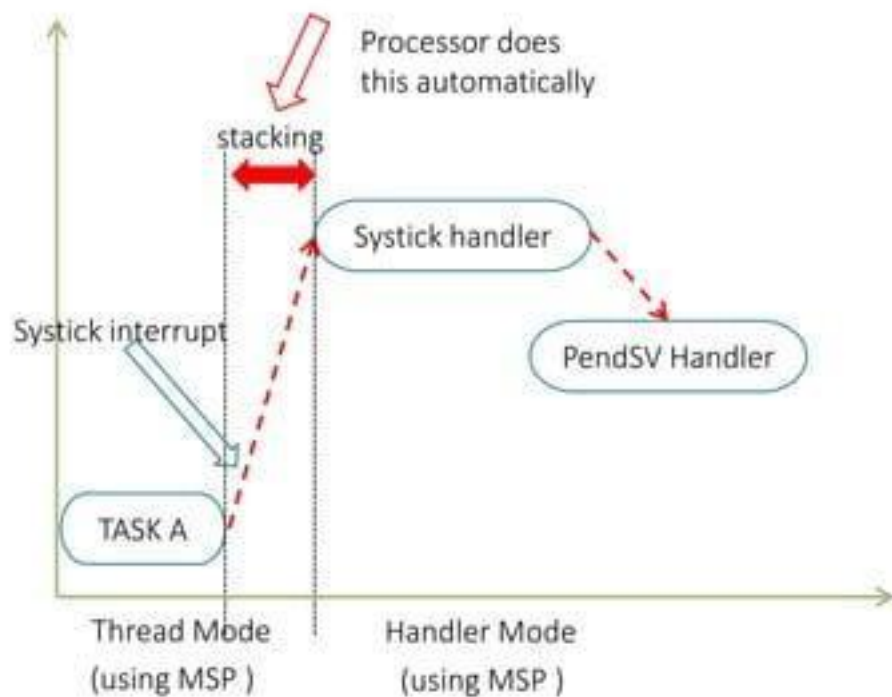 Processor does
this automatically
stacking
Systick handler
Systick interrupt
PendSV Handler
TASK A
Thread Mode
(using MSP )
Handler Mode
(using MSP )